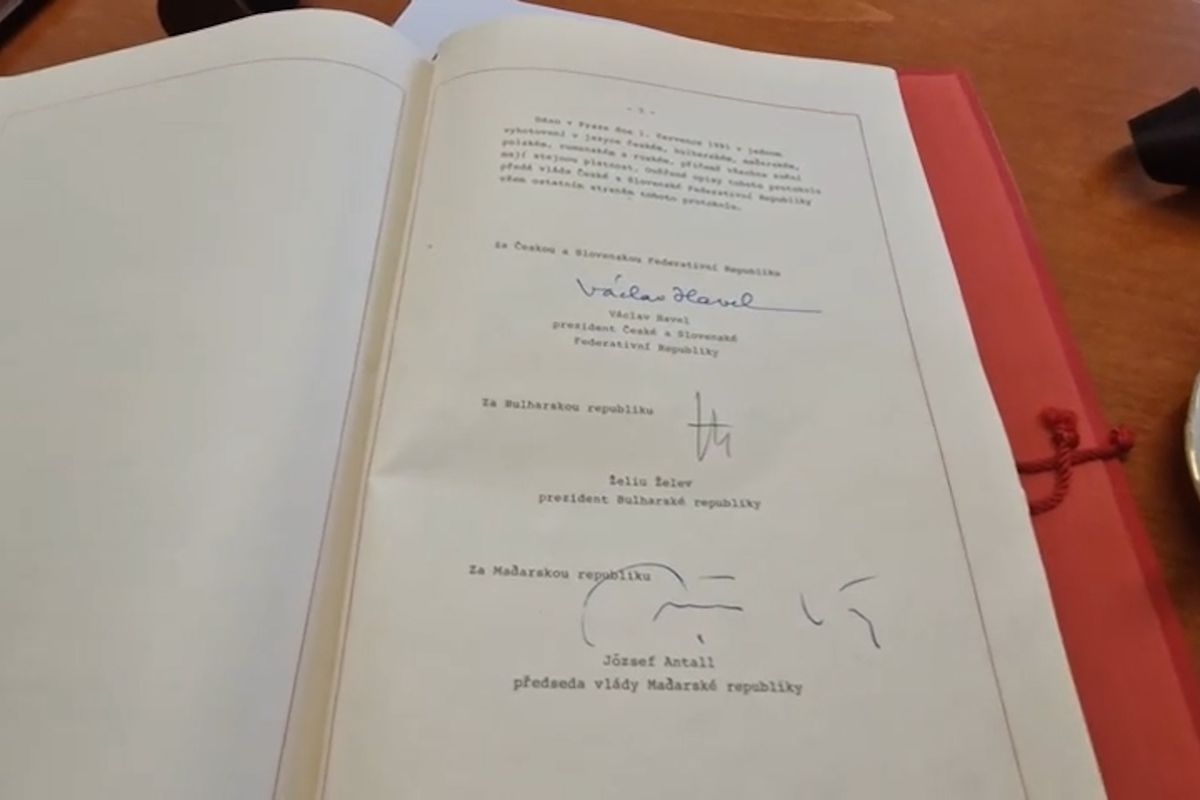 - 3 -
Dáno v Praze dne 1. července 1991 v jednom
vyhotovení v jazyce českém, bulharském, maďarském,
polském, rumunském a ruském, přičemž všechna znění
mají stejnou platnost. Ověřené opisy tohoto protokolu
předá vláda České a Slovenské Federativní Republiky
všem ostatním stranám tohoto protokolu.
Za Českou a Slovenskou Federativní Republiku
Václav Havel
Václav Havel
prezident České a Slovenské
Federativní Republiky
Za Bulharskou republiku
Želiu Želev
prezident Bulharské republiky
Za Maďarskou republiku
József Antall
předseda vlády Maďarské republiky